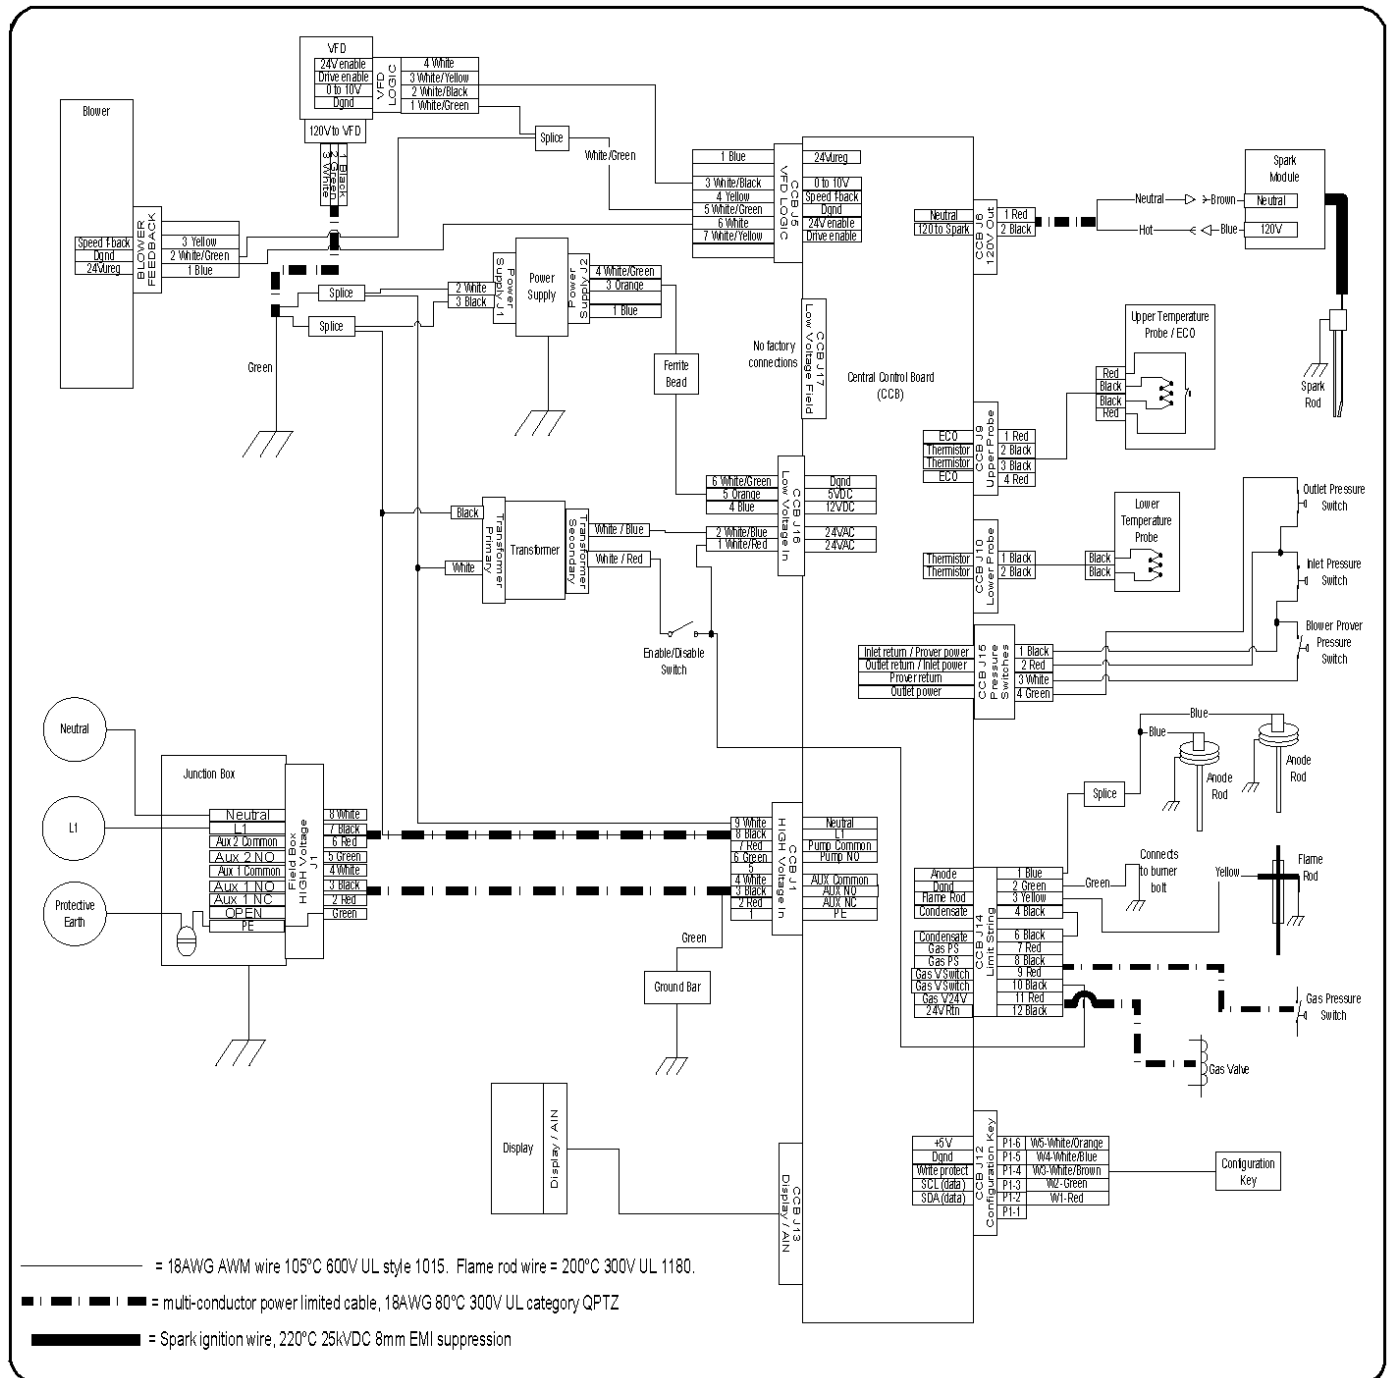 VFD
24V enable
Drive enable
0 to 10V
Dgnd
VFD LOGIC
4 White
3 White/Yellow
2 White/Black
1 White/Green
120V to VFD
1 Black
2 Green
3 White
Blower
Speed f-back
Dgnd
24Vureg
BLOWER FEEDBACK
3 Yellow
2 White/Green
1 Blue
Splice
White/Green
Splice
Splice
Green
2 White
3 Black
Power Supply J1
Power Supply
Power Supply J2
4 White/Green
3 Orange
1 Blue
Ferrite Bead
1 Blue
3 White/Black
4 Yellow
5 White/Green
6 White
7 White/Yellow
CCB J5
VFD LOGIC
24Vureg
0 to 10V
Speed f-back
Dgnd
24V enable
Drive enable
No factory connections
CCB J17
Low Voltage Field
Central Control Board
(CCB)
6 White/Green
5 Orange
4 Blue
2 White/Blue
1 White/Red
CCB J16
Low Voltage In
Dgnd
5VDC
12VDC
24VAC
24VAC
Black
White
Transformer Primary
Transformer
Transformer Secondary
White / Blue
White / Red
Enable/Disable
Switch
Neutral
L1
Protective Earth
Junction Box
Neutral
L1
Aux 2 Common
Aux 2 NO
Aux 1 Common
Aux 1 NO
Aux 1 NC
OPEN
PE
Field Box
HIGH Voltage
J1
8 White
7 Black
6 Red
5 Green
4 White
3 Black
2 Red
Green
9 White
8 Black
7 Red
6 Green
5
4 White
3 Black
2 Red
1
CCB J1
HIGH Voltage In
Neutral
L1
Pump Common
Pump NO
AUX Common
AUX NO
AUX NC
PE
Green
Ground Bar
Display
Display / AIN
CCB J13
Display / AIN
Neutral
120 to Spark
CCB J6
120V Out
1 Red
2 Black
Neutral
Brown
Hot
Blue
Spark Module
Neutral
120V
Spark Rod
Upper Temperature Probe / ECO
Red
Black
Black
Red
ECO
Thermistor
Thermistor
ECO
CCB J9
Upper Probe
1 Red
2 Black
3 Black
4 Red
Lower Temperature Probe
Black
Black
Thermistor
Thermistor
CCB J10
Lower Probe
1 Black
2 Black
Outlet Pressure Switch
Inlet Pressure Switch
Blower Prover Pressure Switch
Inlet return / Prover power
Outlet return / Inlet power
Prover return
Outlet power
CCB J15
Pressure Switches
1 Black
2 Red
3 White
4 Green
Blue
Blue
Anode Rod
Anode Rod
Splice
Anode
Dgnd
Flame Rod
Condensate
Condensate
Gas PS
Gas PS
Gas V Switch
Gas V Switch
Gas V 24V
24V Rtn
CCB J14
Limit String
1 Blue
2 Green
3 Yellow
4 Black
6 Black
7 Red
8 Black
9 Red
10 Black
11 Red
12 Black
Green
Connects to burner bolt
Yellow
Flame Rod
Gas Pressure Switch
Gas Valve
+5V
Dgnd
Write protect
SCL (data)
SDA (data)
CCB J12
Configuration Key
P1-6 W5-White/Orange
P1-5 W4-White/Blue
P1-4 W3-White/Brown
P1-3 W2-Green
P1-2 W1-Red
P1-1
Configuration Key
= 18AWG AWM wire 105°C 600V UL style 1015. Flame rod wire = 200°C 300V UL 1180.
= multi-conductor power limited cable, 18AWG 80°C 300V UL category QPTZ
= Spark ignition wire, 220°C 25kVDC 8mm EMI suppression